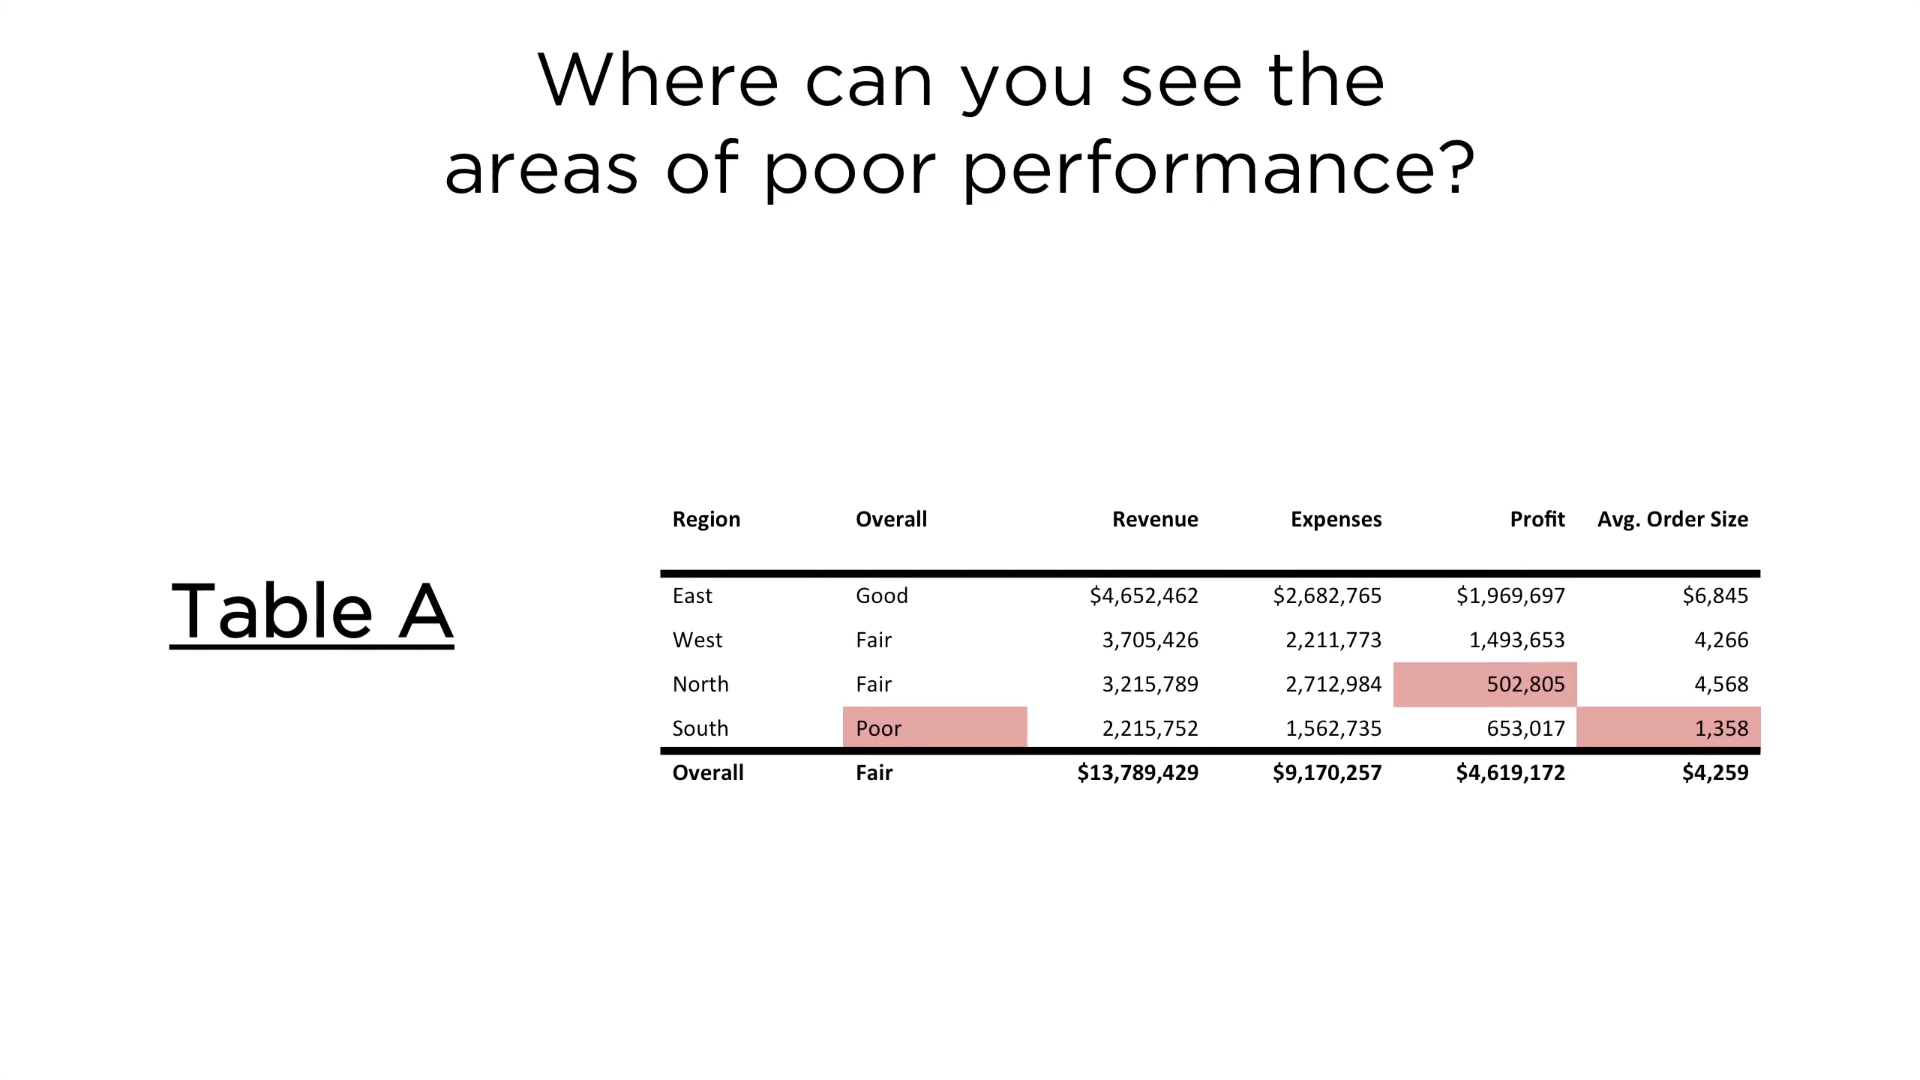 Where can you see the
areas of poor performance?
Table A
Region Overall Revenue Expenses Profit Avg. Order Size
East Good $4,652,462 $2,682,765 $1,969,697 $6,845
West Fair 3,705,426 2,211,773 1,493,653 4,266
North Fair 3,215,789 2,712,984 502,805 4,568
South Poor 2,215,752 1,562,735 653,017 1,358
Overall Fair $13,789,429 $9,170,257 $4,619,172 $4,259